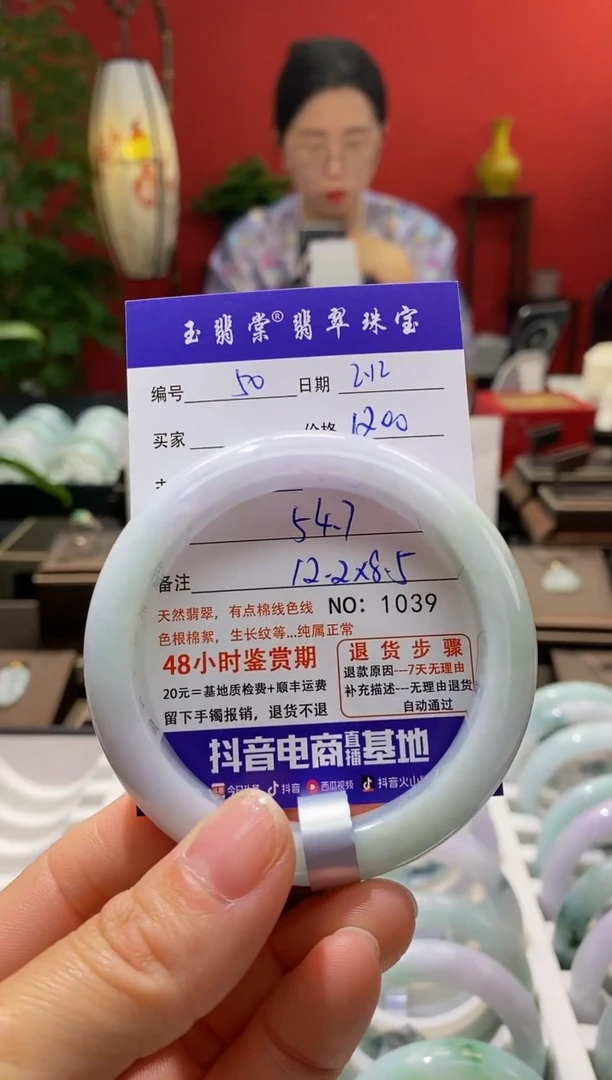 玉翡棠®翡翠珠宝
编号 50 日期 2.12
买家 价格 1200
54.7
备注 12.2x8.5
天然翡翠，有点棉线色线 NO: 1039
色根棉絮，生长纹等...纯属正常
48小时鉴赏期
20元=基地质检费+顺丰运费
留下手镯报销，退货不退
退货步骤
退款原因---7天无理由
补充描述---无理由退货
自动通过
抖音电商直播基地
今日头条 抖音 西瓜视频 抖音火山